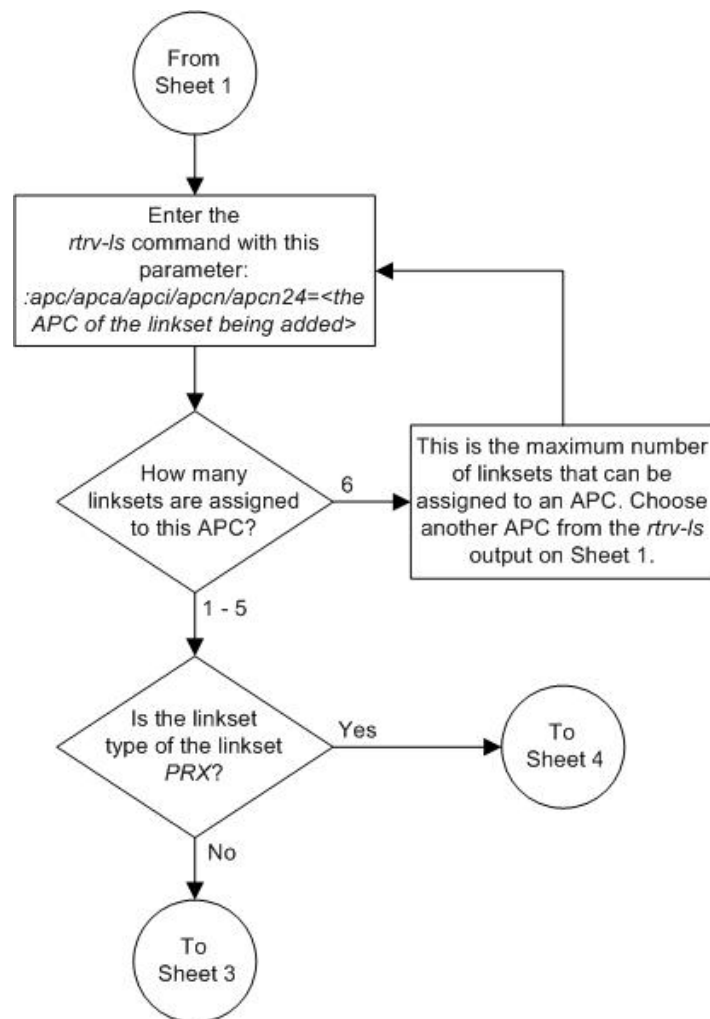 From
Sheet 1
Enter the
rtrv-ls command with this
parameter:
:apc/apca/apci/apcn/apcn24=<the
APC of the linkset being added>
How many
linksets are assigned
to this APC?
6
This is the maximum number
of linksets that can be
assigned to an APC. Choose
another APC from the rtrv-ls
output on Sheet 1.
1 - 5
Is the linkset
type of the linkset
PRX?
Yes
To
Sheet 4
No
To
Sheet 3